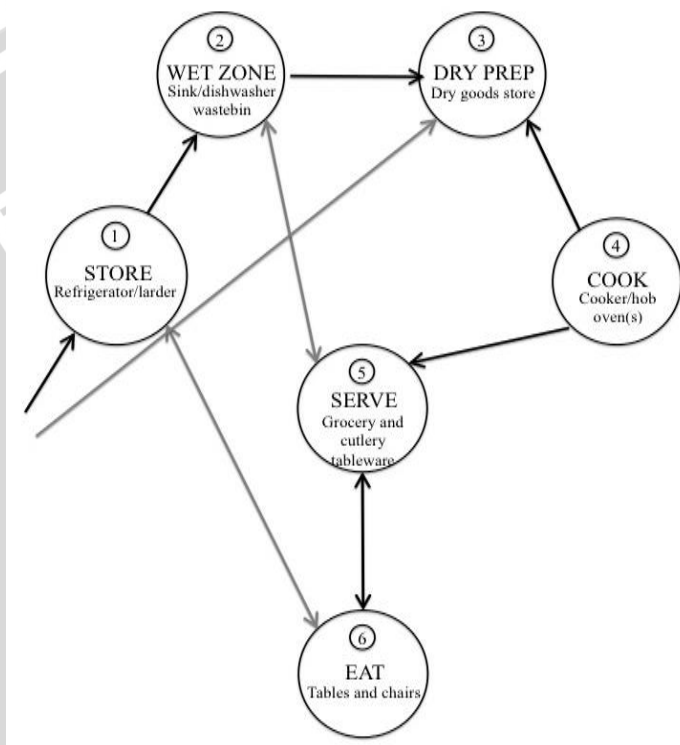 2
WET ZONE
Sink/dishwasher
wastebin
3
DRY PREP
Dry goods store
1
STORE
Refrigerator/larder
4
COOK
Cooker/hob
oven(s)
5
SERVE
Grocery and
cutlery
tableware
6
EAT
Tables and chairs